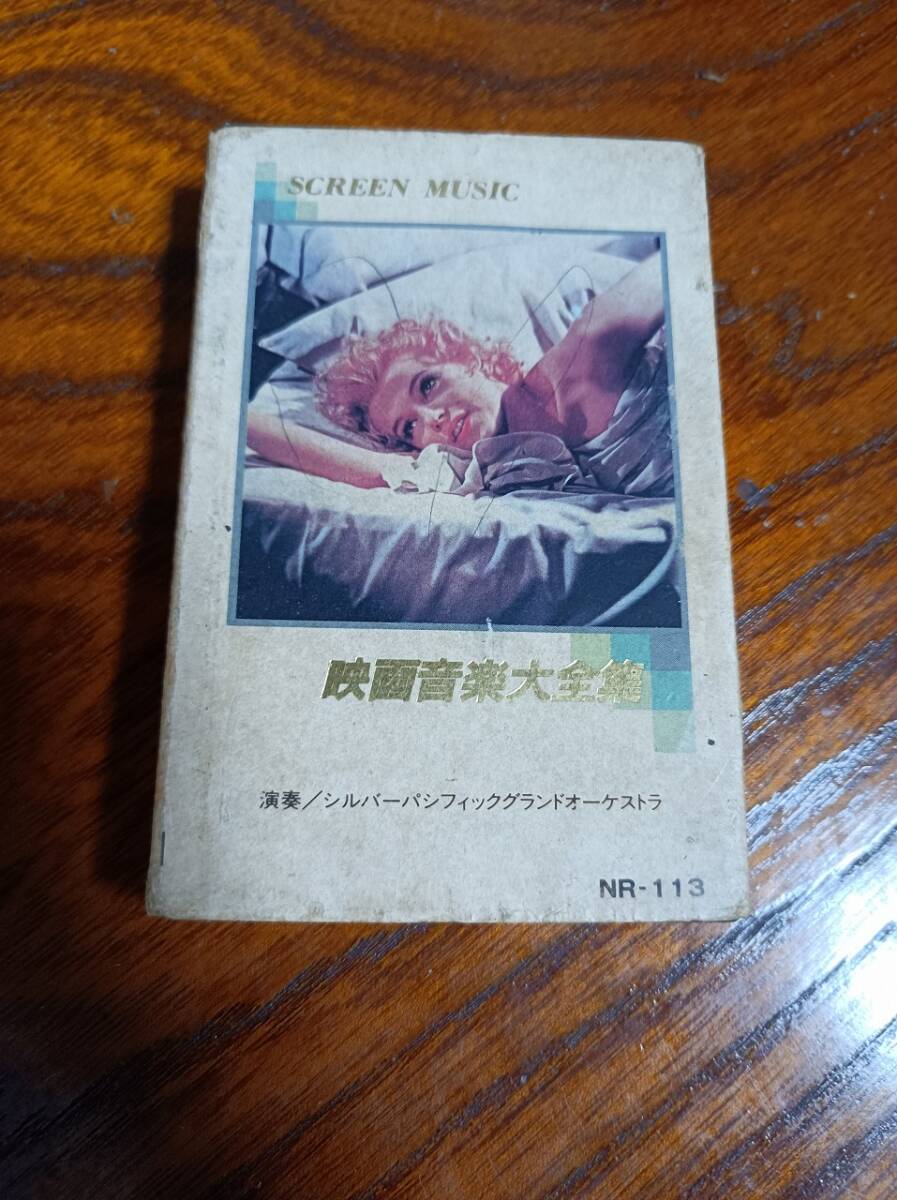 SCREEN MUSIC
映画音楽大全集
演奏/シルバーパシフィックグランドオーケストラ
NR-113